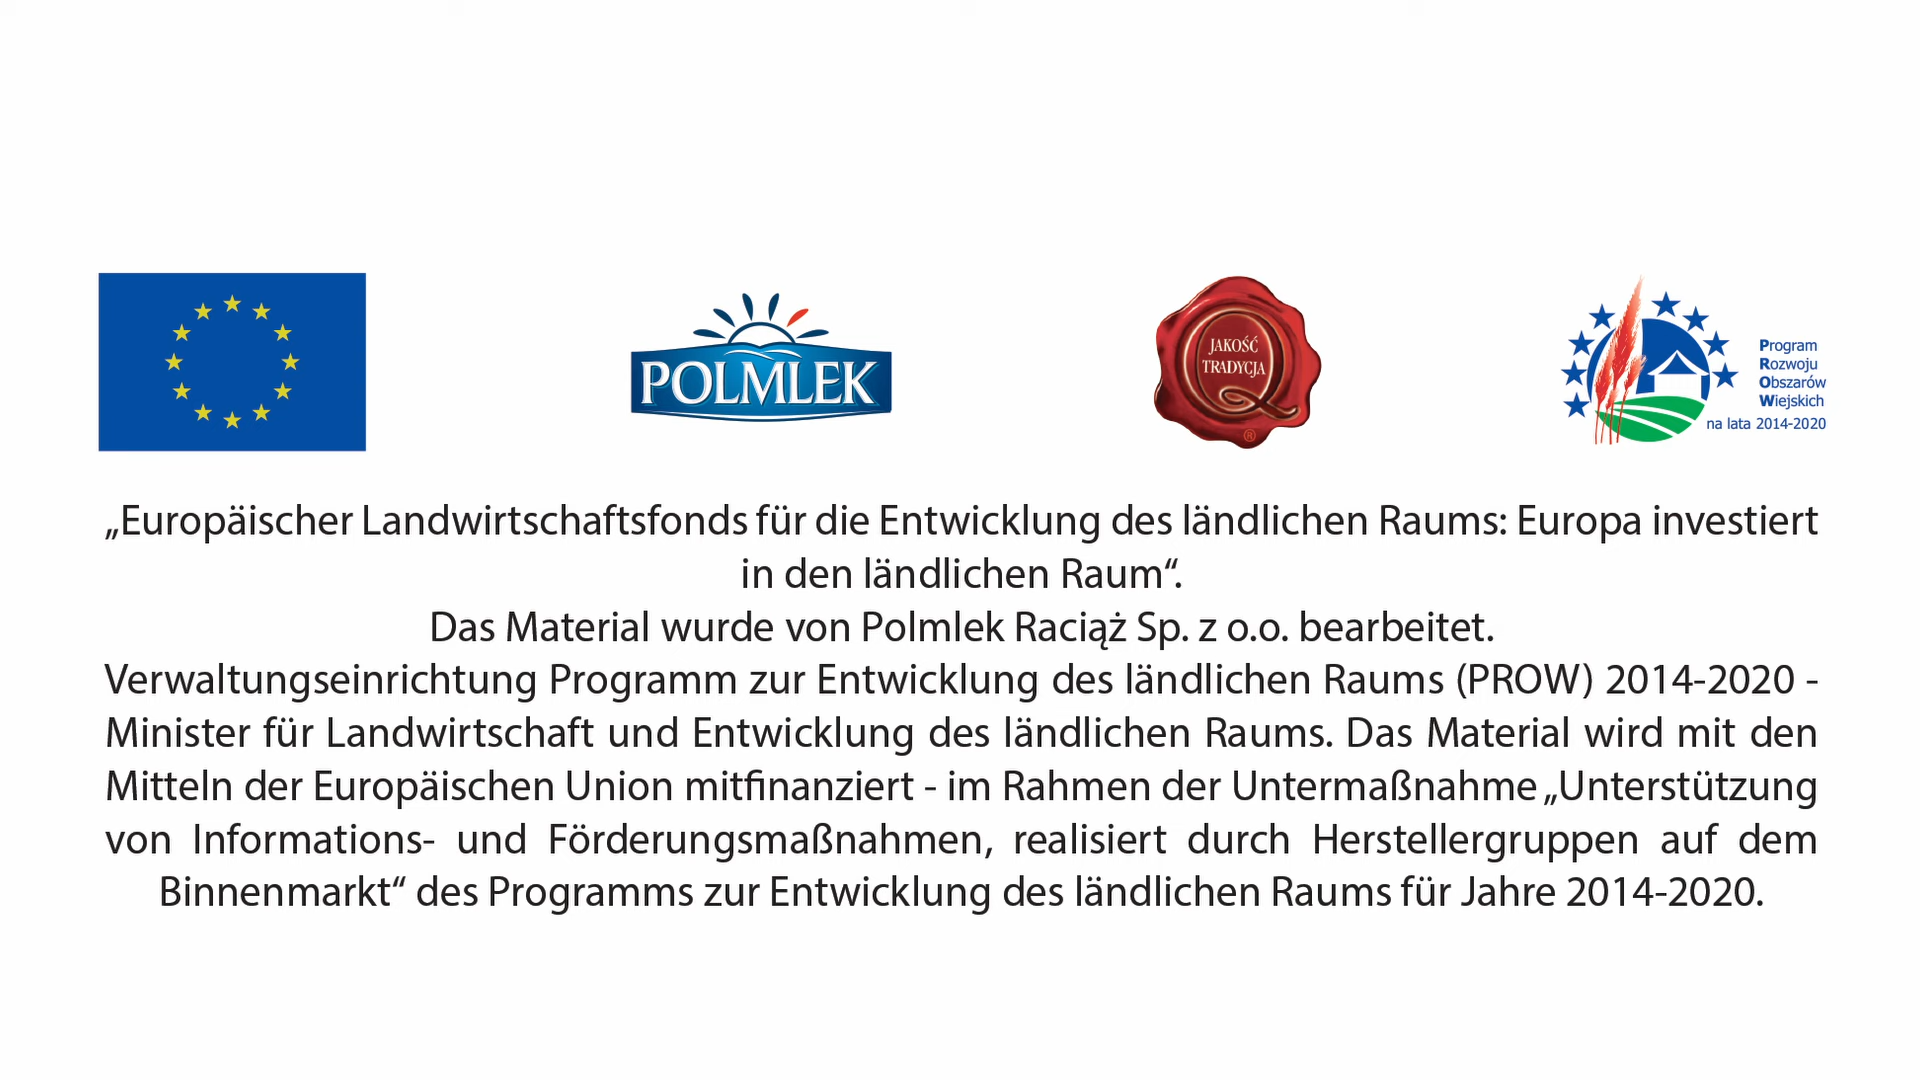 POLMLEK
JAKOŚĆ
TRADYCJA
®
Program
Rozwoju
Obszarów
Wiejskich
na lata 2014-2020
„Europäischer Landwirtschaftsfonds für die Entwicklung des ländlichen Raums: Europa investiert
in den ländlichen Raum“.
Das Material wurde von Polmlek Raciąż Sp. z o.o. bearbeitet.
Verwaltungseinrichtung Programm zur Entwicklung des ländlichen Raums (PROW) 2014-2020 -
Minister für Landwirtschaft und Entwicklung des ländlichen Raums. Das Material wird mit den
Mitteln der Europäischen Union mitfinanziert - im Rahmen der Untermaßnahme „Unterstützung
von Informations- und Förderungsmaßnahmen, realisiert durch Herstellergruppen auf dem
Binnenmarkt“ des Programms zur Entwicklung des ländlichen Raums für Jahre 2014-2020.